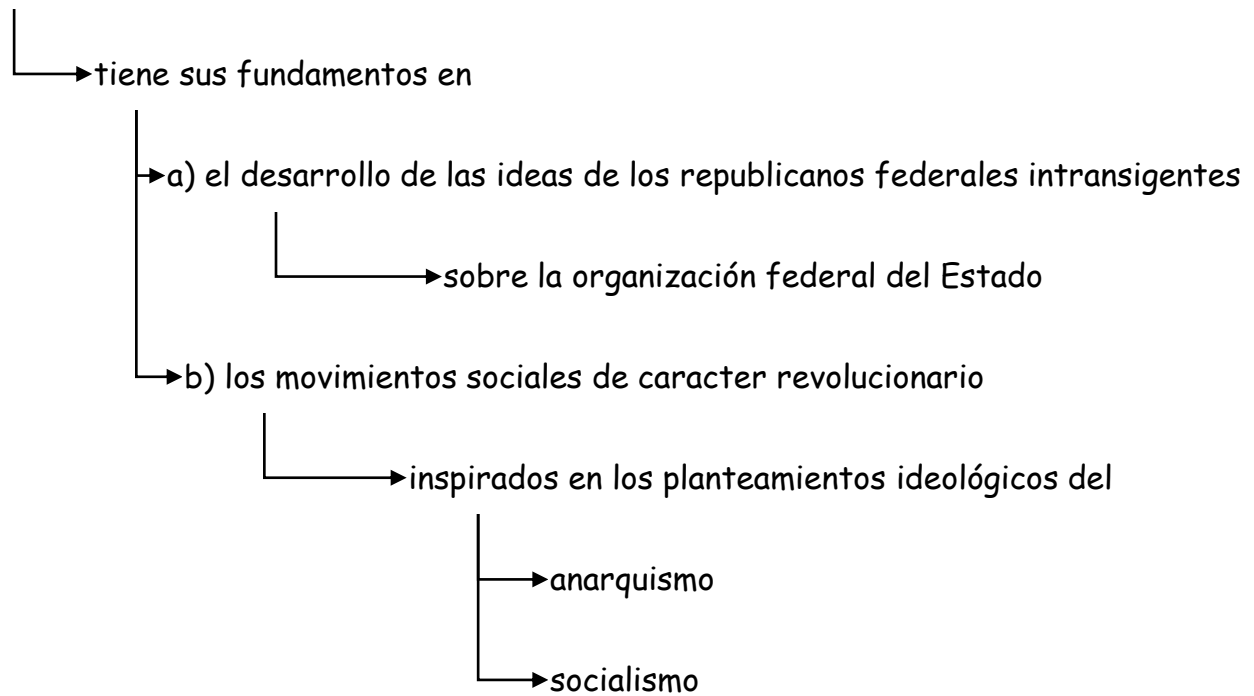 tiene sus fundamentos en
a) el desarrollo de las ideas de los republicanos federales intransigentes
sobre la organización federal del Estado
b) los movimientos sociales de caracter revolucionario
inspirados en los planteamientos ideológicos del
anarquismo
socialismo